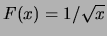 F(x) = 1/√x